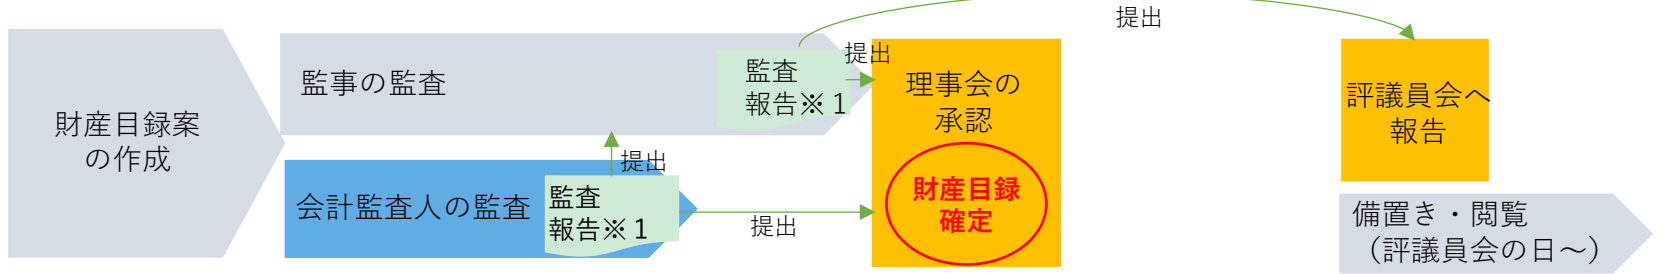 財産目録案
の作成
監事の監査
監査
報告※１
提出
会計監査人の監査
監査
報告※１
提出
提出
理事会の
承認
財産目録
確定
提出
評議員会へ
報告
備置き・閲覧
（評議員会の日～）